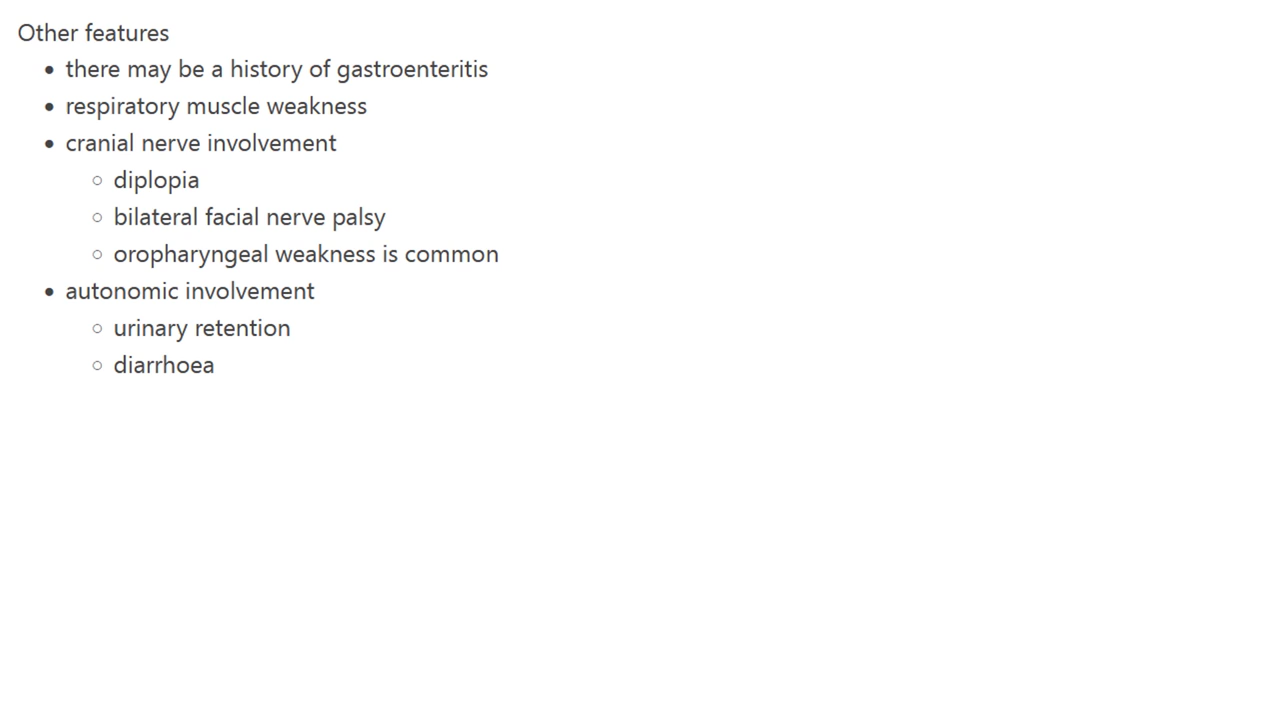 Other features
• there may be a history of gastroenteritis
• respiratory muscle weakness
• cranial nerve involvement
○ diplopia
○ bilateral facial nerve palsy
○ oropharyngeal weakness is common
• autonomic involvement
○ urinary retention
○ diarrhoea